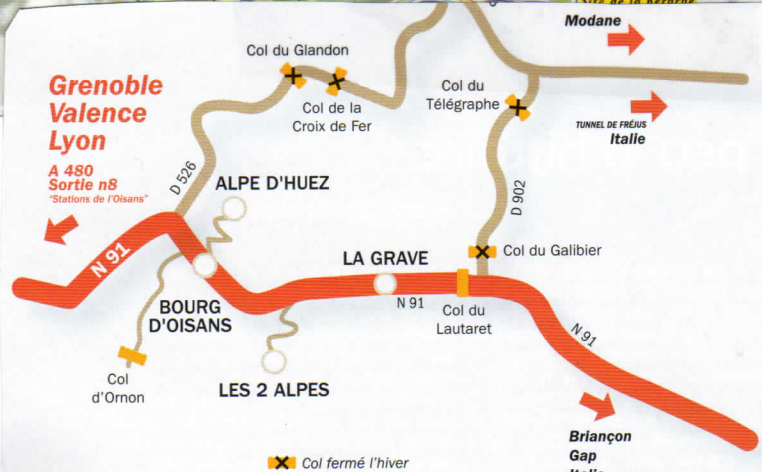 Modane
Col du Glandon
Grenoble
Valence
Lyon
A 480
Sortie n8
"Stations de l'Oisans"
Col de la
Croix de Fer
Col du
Télégraphe
TUNNEL DE FRÉJUS
Italie
D 526
ALPE D'HUEZ
D 902
N 91
LA GRAVE
Col du Galibier
N 91
BOURG
D'OISANS
Col du
Lautaret
N 91
Col
d'Ornon
LES 2 ALPES
Briançon
Gap
Italie
Col fermé l'hiver